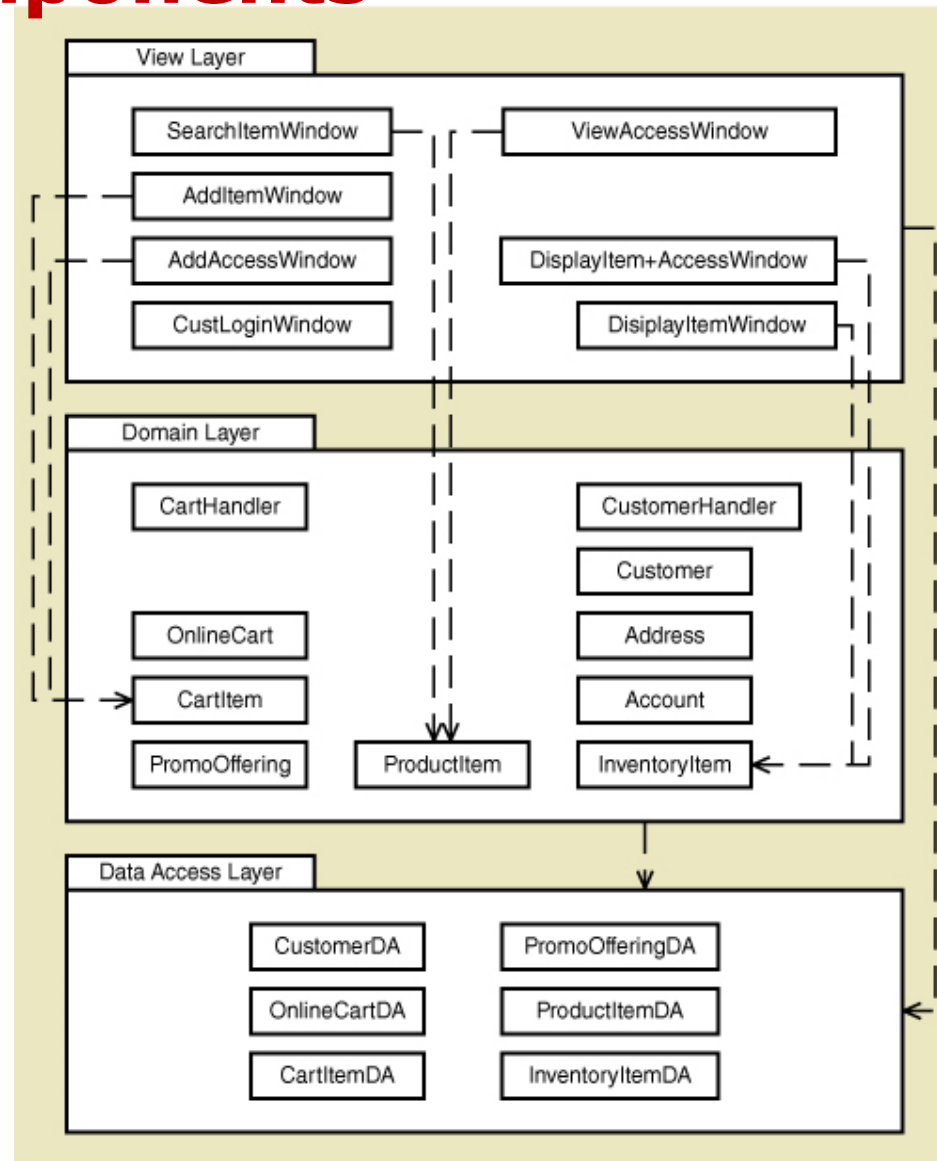 mponents
View Layer
SearchItemWindow
ViewAccessWindow
AddItemWindow
AddAccessWindow
DisplayItem+AccessWindow
CustLoginWindow
DisiplayItemWindow
Domain Layer
CartHandler
CustomerHandler
Customer
OnlineCart
Address
CartItem
Account
PromoOffering
ProductItem
InventoryItem
Data Access Layer
CustomerDA
PromoOfferingDA
OnlineCartDA
ProductItemDA
CartItemDA
InventoryItemDA